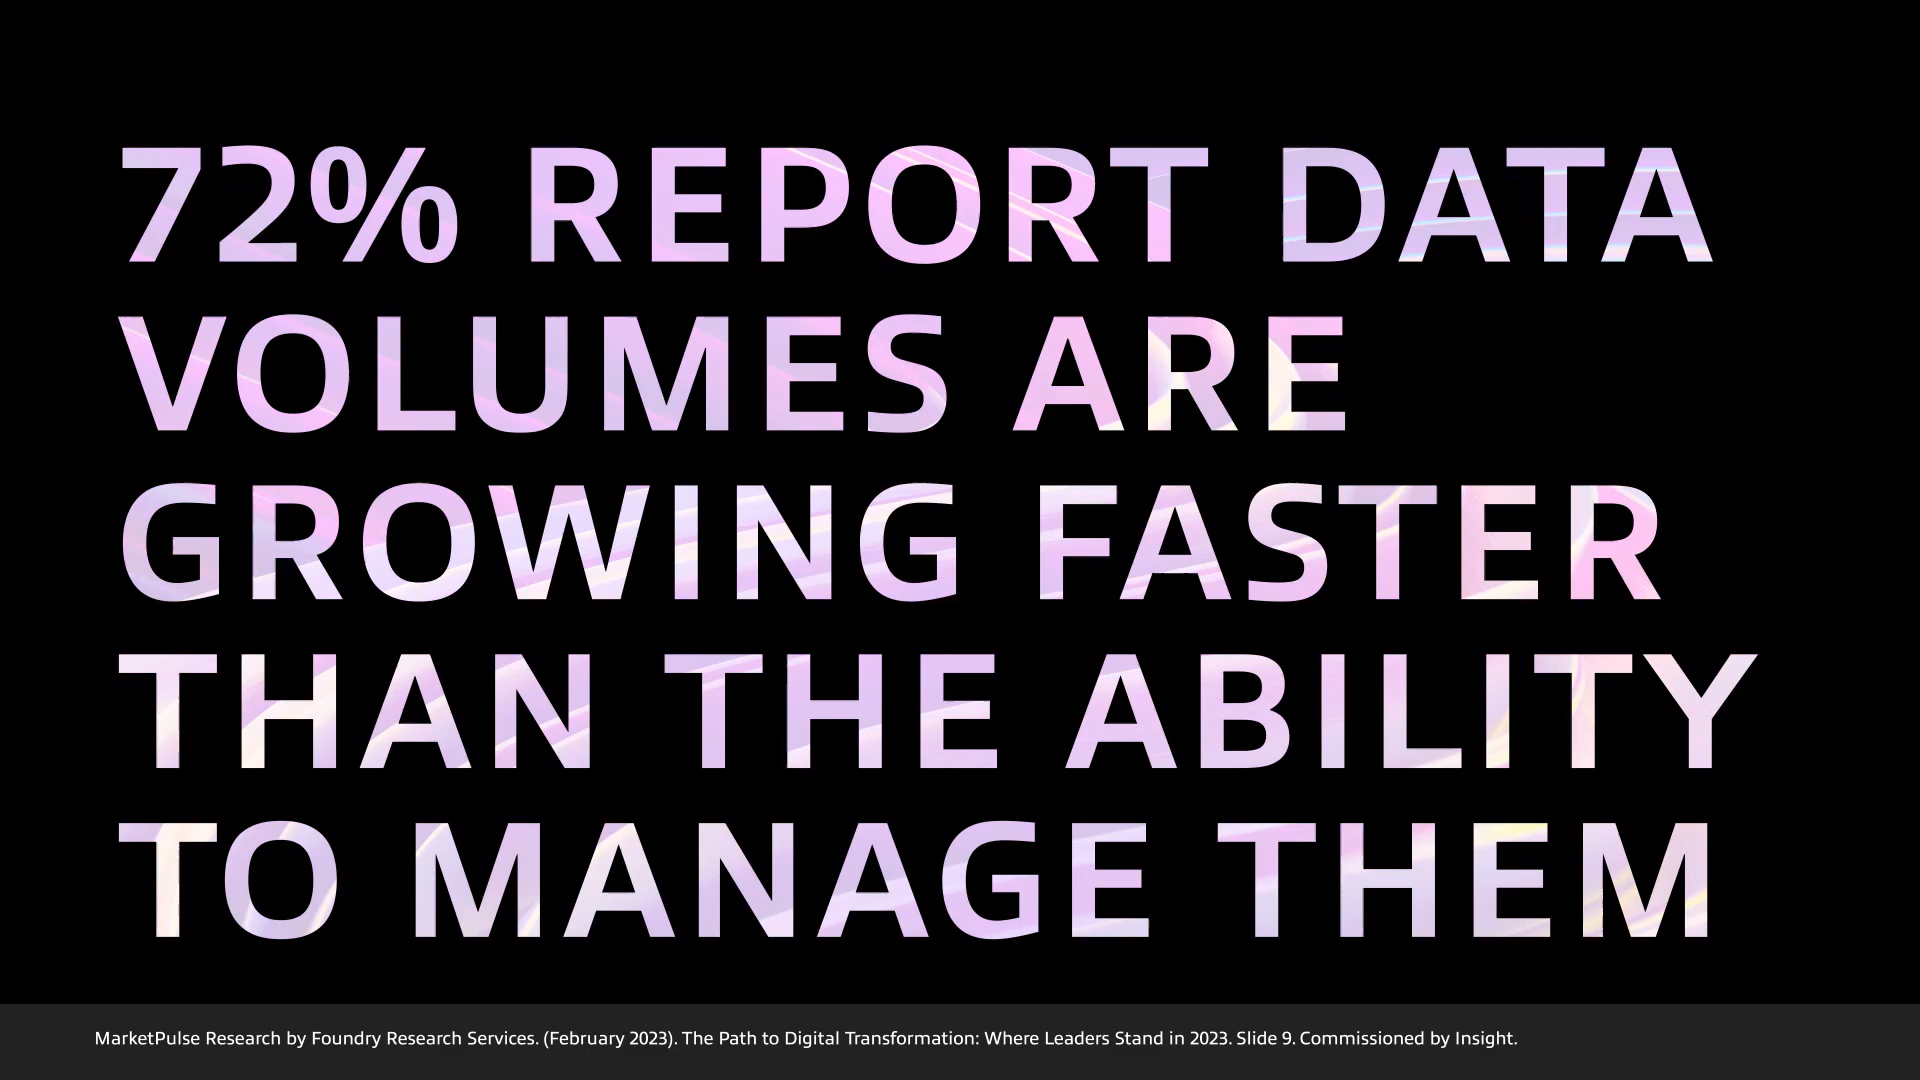 72% REPORT DATA
VOLUMES ARE
GROWING FASTER
THAN THE ABILITY
TO MANAGE THEM
MarketPulse Research by Foundry Research Services. (February 2023). The Path to Digital Transformation: Where Leaders Stand in 2023. Slide 9. Commissioned by Insight.